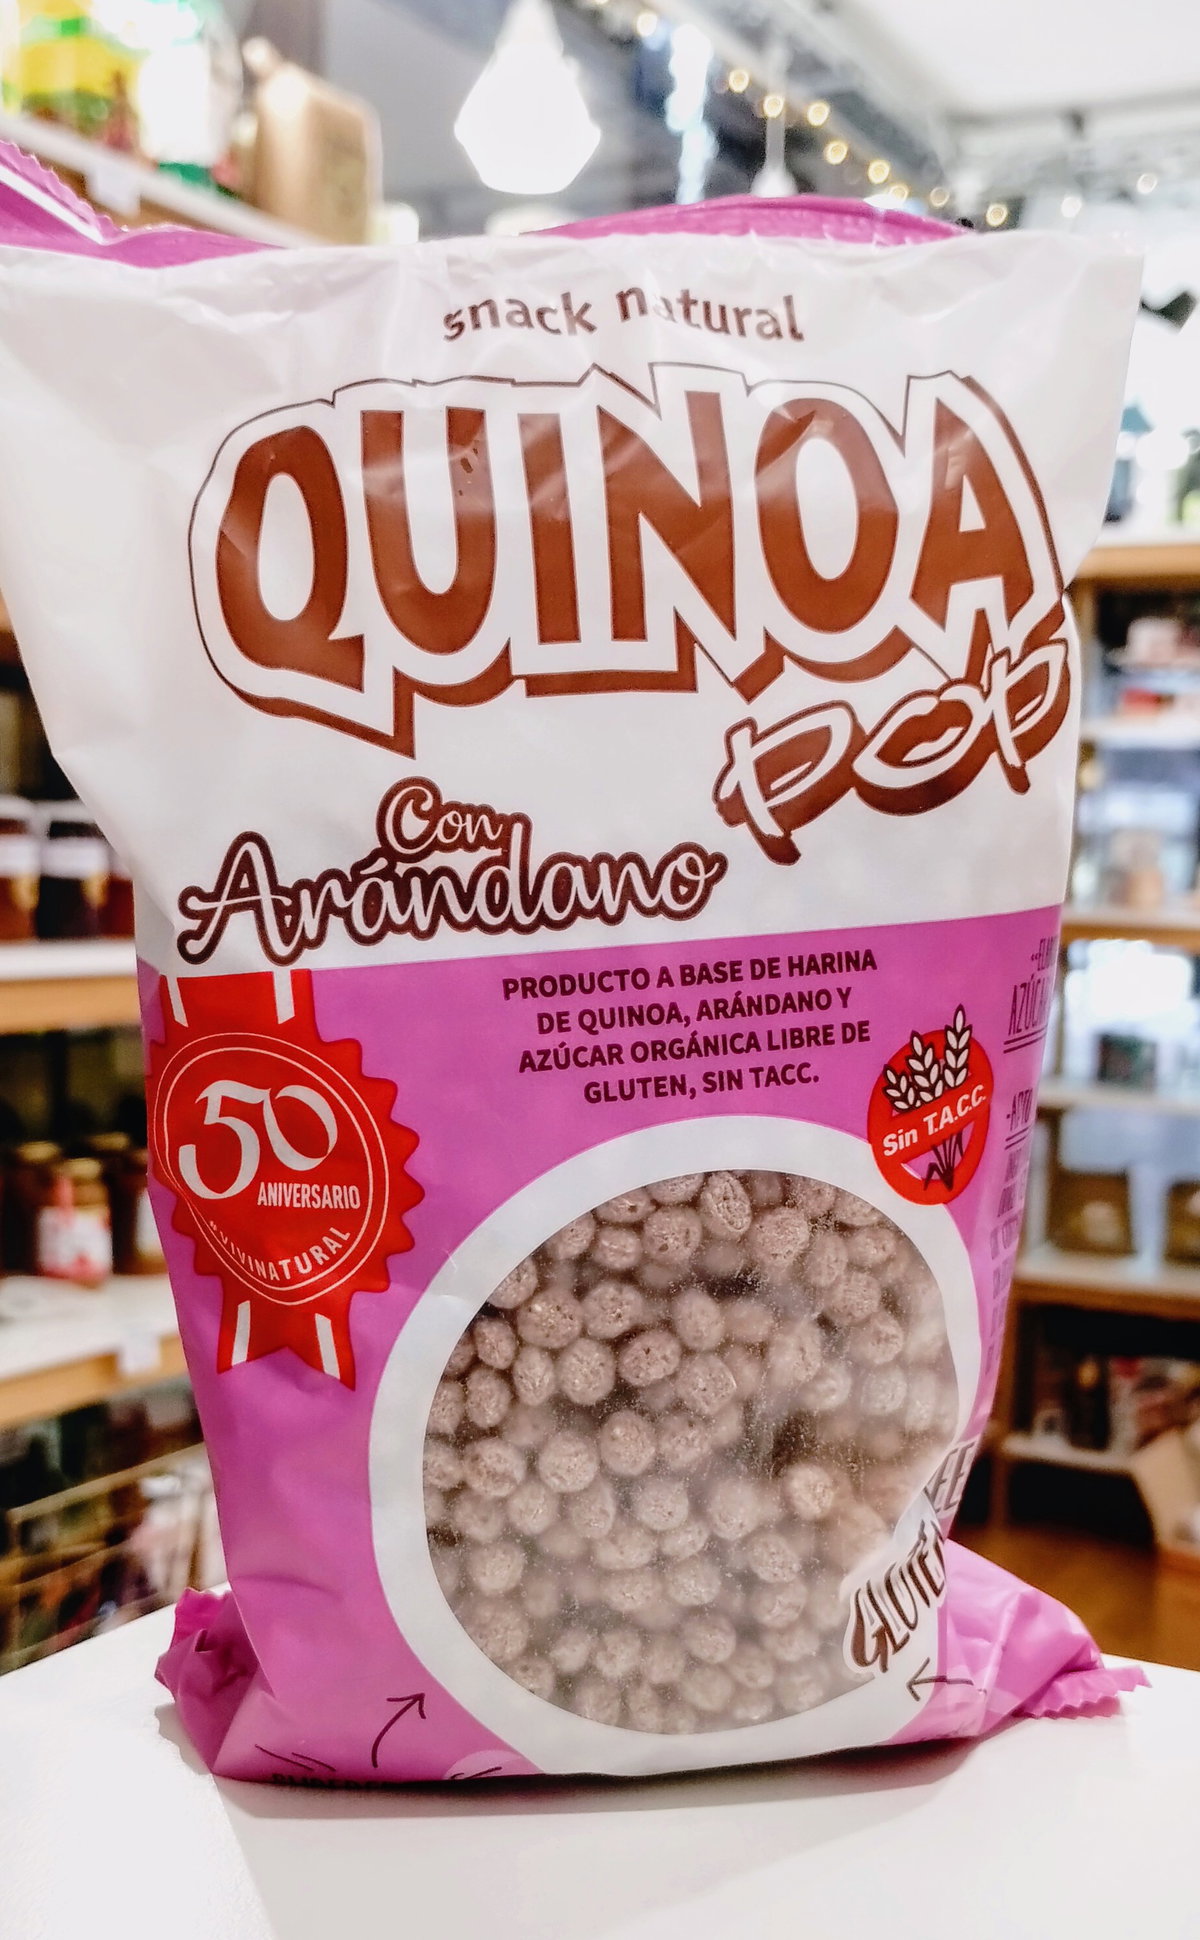 snack natural
QUINOA
POP
Con
Arándano
PRODUCTO A BASE DE HARINA
DE QUINOA, ARÁNDANO Y
AZÚCAR ORGÁNICA LIBRE DE
GLUTEN, SIN TACC.
50
ANIVERSARIO
#VIVINATURAL
Sin T.A.C.C.